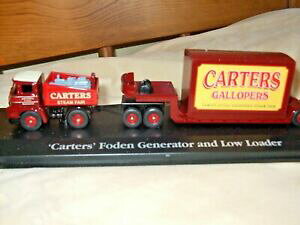 CARTERS
STEAM FAIR
CARTERS
GALLOPERS
'Carters' Foden Generator and Low Loader